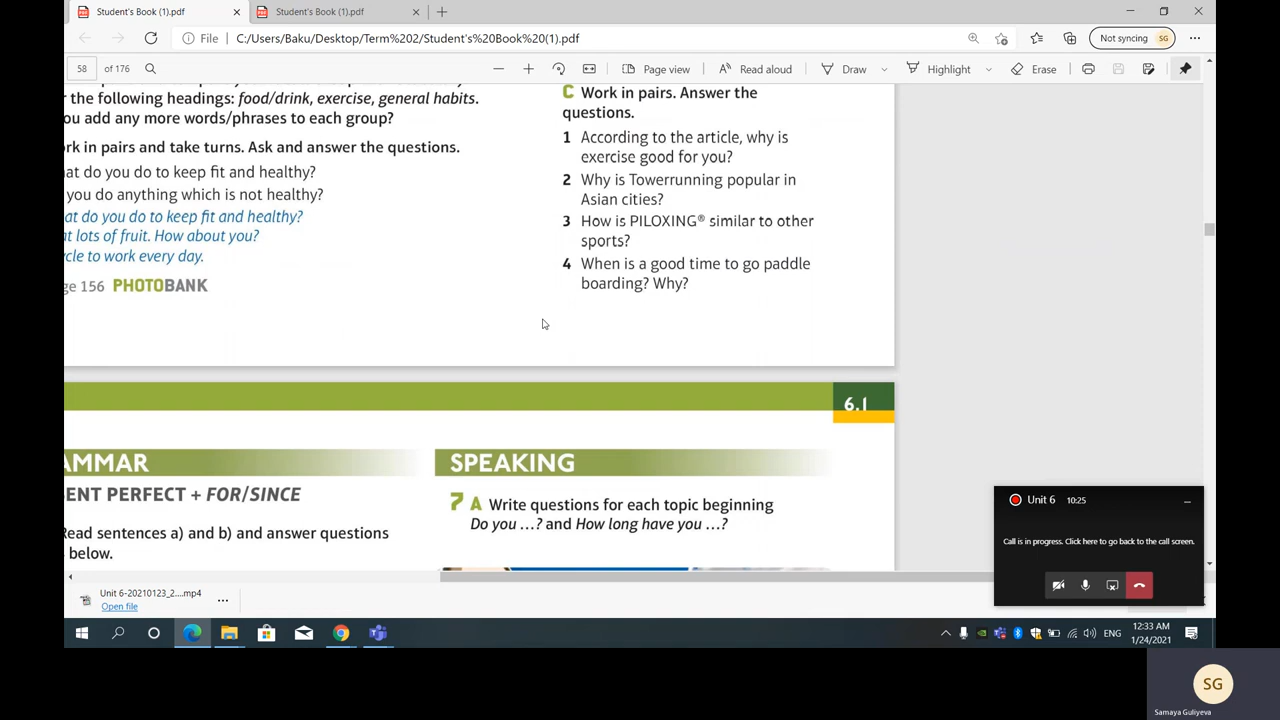 Student's Book (1).pdf
Student's Book (1).pdf
File
C:/Users/Baku/Desktop/Term%202/Student's%20Book%20(1).pdf
Not syncing
SG
58
of 176
Page view
Read aloud
Draw
Highlight
Erase
r the following headings: food/drink, exercise, general habits.
ou add any more words/phrases to each group?
rk in pairs and take turns. Ask and answer the questions.
at do you do to keep fit and healthy?
you do anything which is not healthy?
at do you do to keep fit and healthy?
at lots of fruit. How about you?
ycle to work every day.
ge 156 PHOTOBANK
C Work in pairs. Answer the
questions.
1 According to the article, why is
exercise good for you?
2 Why is Towerrunning popular in
Asian cities?
3 How is PILOXING® similar to other
sports?
4 When is a good time to go paddle
boarding? Why?
6.1
AMMAR
ENT PERFECT + FOR/SINCE
Read sentences a) and b) and answer questions
below.
SPEAKING
7 A Write questions for each topic beginning
Do you ...? and How long have you ...?
Unit 6 10:25
Call is in progress. Click here to go back to the call screen.
Unit 6-20210123_2....mp4
Open file
ENG
12:33 AM
1/24/2021
SG
Samaya Guliyeva